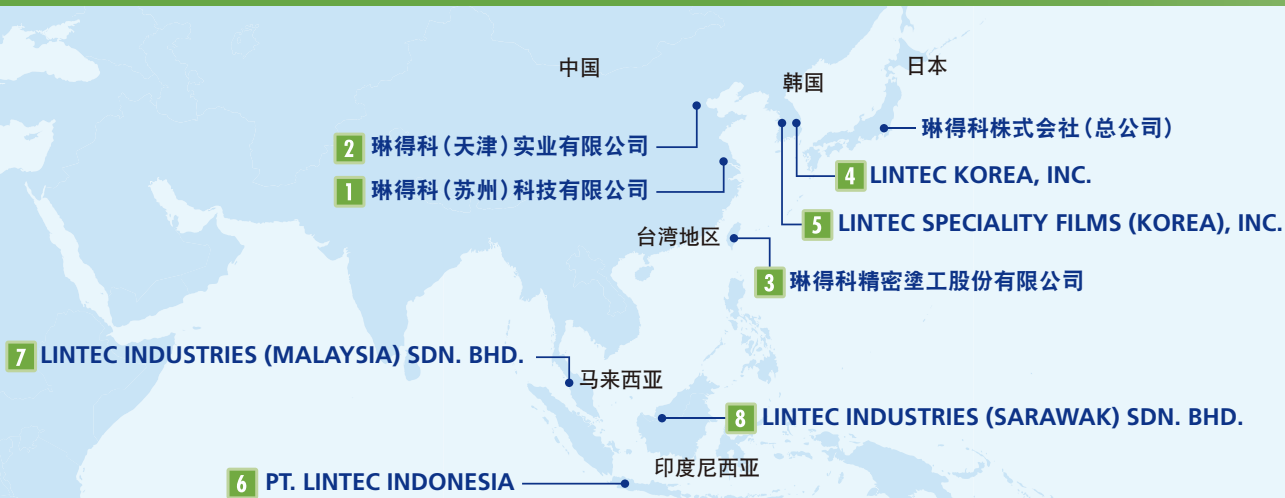 中国
韩国
日本
琳得科株式会社（总公司）
2 琳得科（天津）实业有限公司
4 LINTEC KOREA, INC.
1 琳得科（苏州）科技有限公司
5 LINTEC SPECIALITY FILMS (KOREA), INC.
台湾地区
3 琳得科精密塗工股份有限公司
7 LINTEC INDUSTRIES (MALAYSIA) SDN. BHD.
马来西亚
8 LINTEC INDUSTRIES (SARAWAK) SDN. BHD.
印度尼西亚
6 PT. LINTEC INDONESIA